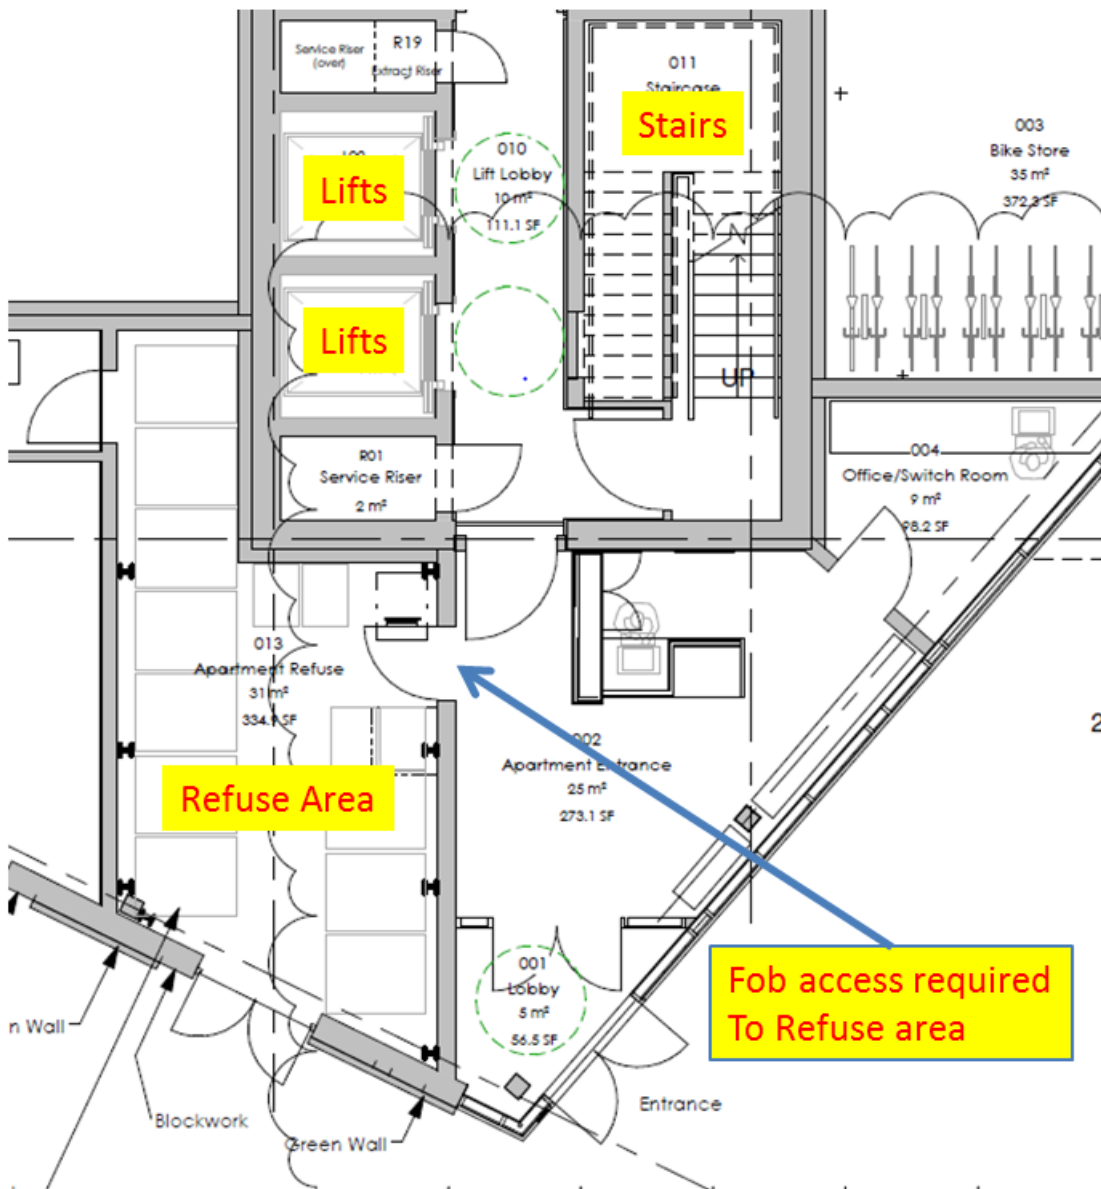 Service Riser
(over)
R19
Extract Riser
011
Staircase
Stairs
003
Bike Store
35 m²
372.3 SF
010
Lift Lobby
10 m²
111.1 SF
Lifts
Lifts
UP
R01
Service Riser
2 m²
004
Office/Switch Room
9 m²
98.2 SF
013
Apartment Refuse
31 m²
334.9 SF
Refuse Area
002
Apartment Entrance
25 m²
273.1 SF
2
001
Lobby
5 m²
56.5 SF
Fob access required
To Refuse area
n Wall
Blockwork
Green Wall
Entrance